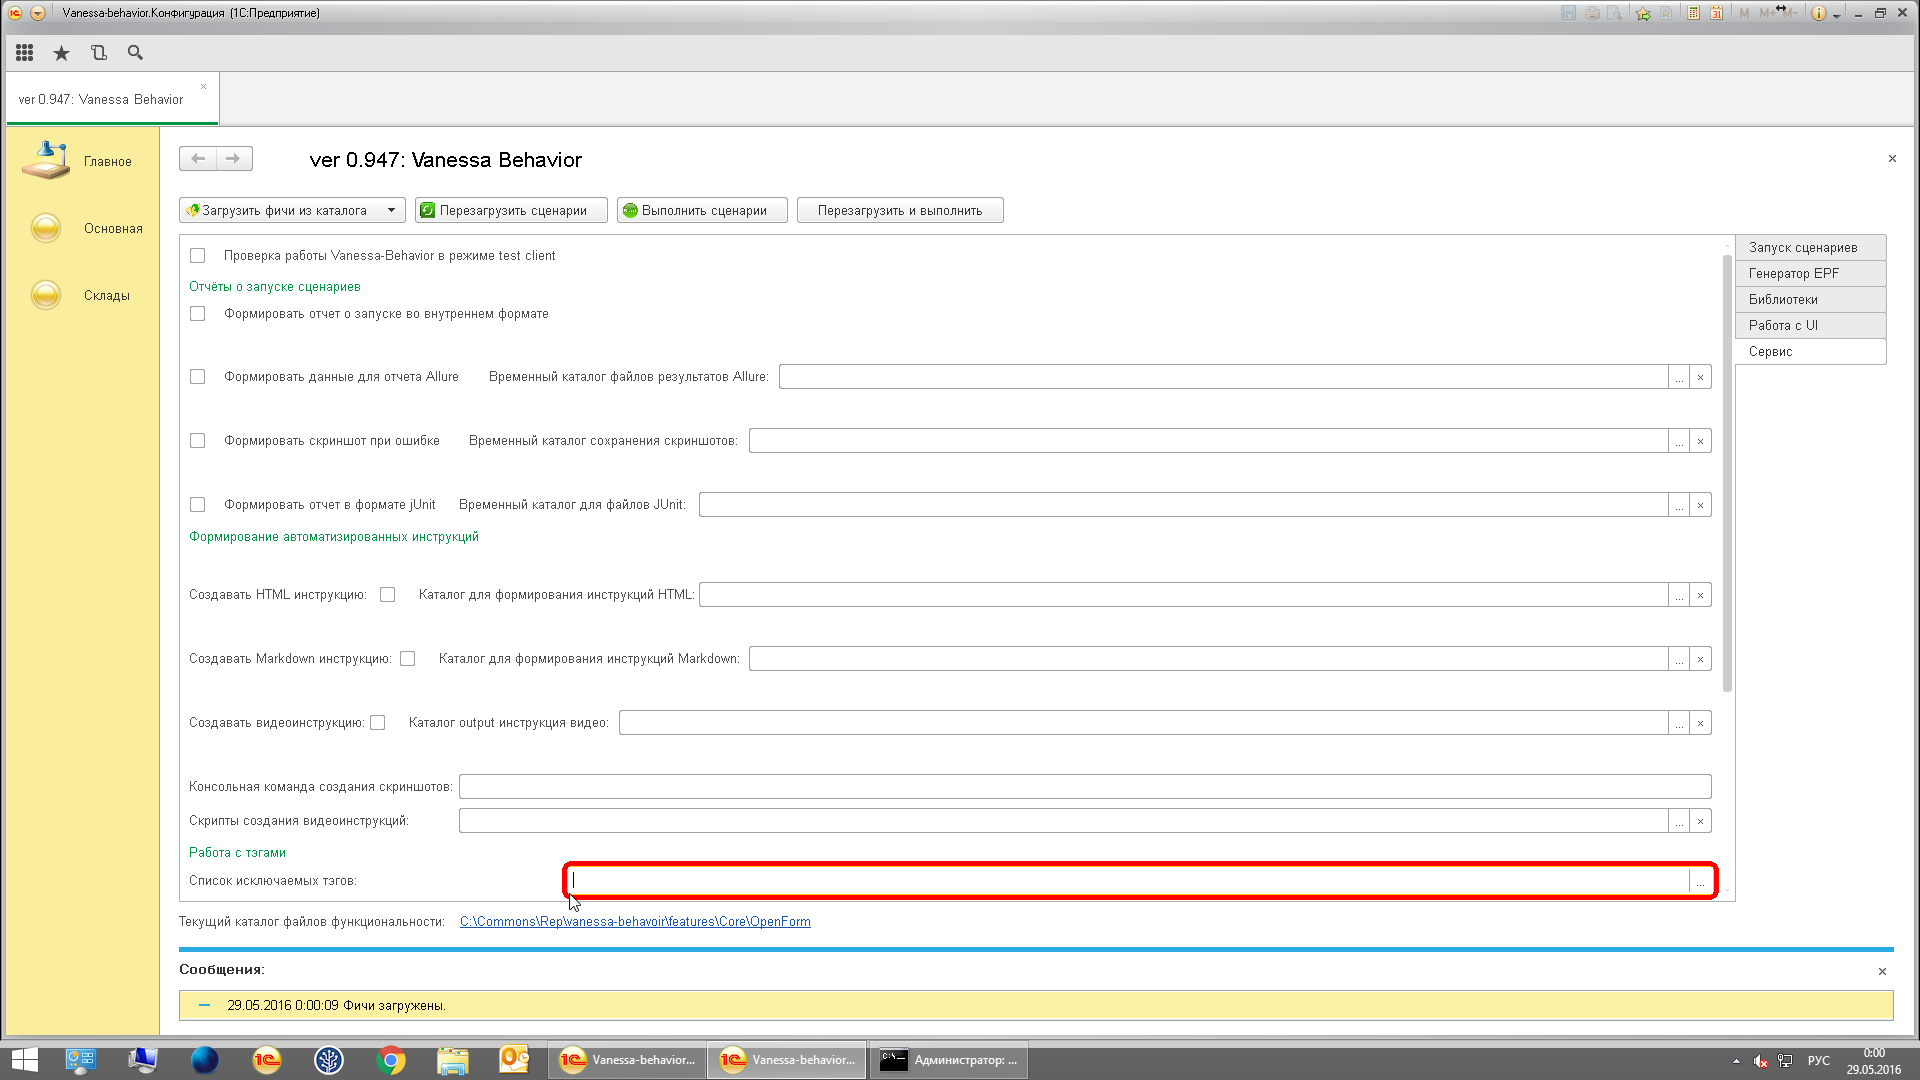 Vanessa-behavior.Конфигурация (1С:Предприятие)
M M+ M-
ver 0.947: Vanessa Behavior
Главное
Основная
Склады
ver 0.947: Vanessa Behavior
Загрузить фичи из каталога
Перезагрузить сценарии
Выполнить сценарии
Перезагрузить и выполнить
Проверка работы Vanessa-Behavior в режиме test client
Отчёты о запуске сценариев
Формировать отчет о запуске во внутреннем формате
Формировать данные для отчета Allure Временный каталог файлов результатов Allure: ...
Формировать скриншот при ошибке Временный каталог сохранения скриншотов: ...
Формировать отчет в формате jUnit Временный каталог для файлов JUnit: ...
Формирование автоматизированных инструкций
Создавать HTML инструкцию: Каталог для формирования инструкций HTML: ...
Создавать Markdown инструкцию: Каталог для формирования инструкций Markdown: ...
Создавать видеоинструкцию: Каталог output инструкция видео: ...
Консольная команда создания скриншотов:
Скрипты создания видеоинструкций: ...
Работа с тэгами
Список исключаемых тэгов: ...
Запуск сценариев
Генератор EPF
Библиотеки
Работа с UI
Сервис
Текущий каталог файлов функциональности: C:\Commons\Rep\vanessa-behavoir\features\Core\OpenForm
Сообщения:
29.05.2016 0:00:09 Фичи загружены.
Vanessa-behavior...
Vanessa-behavior...
Администратор: ...
РУС
0:00
29.05.2016